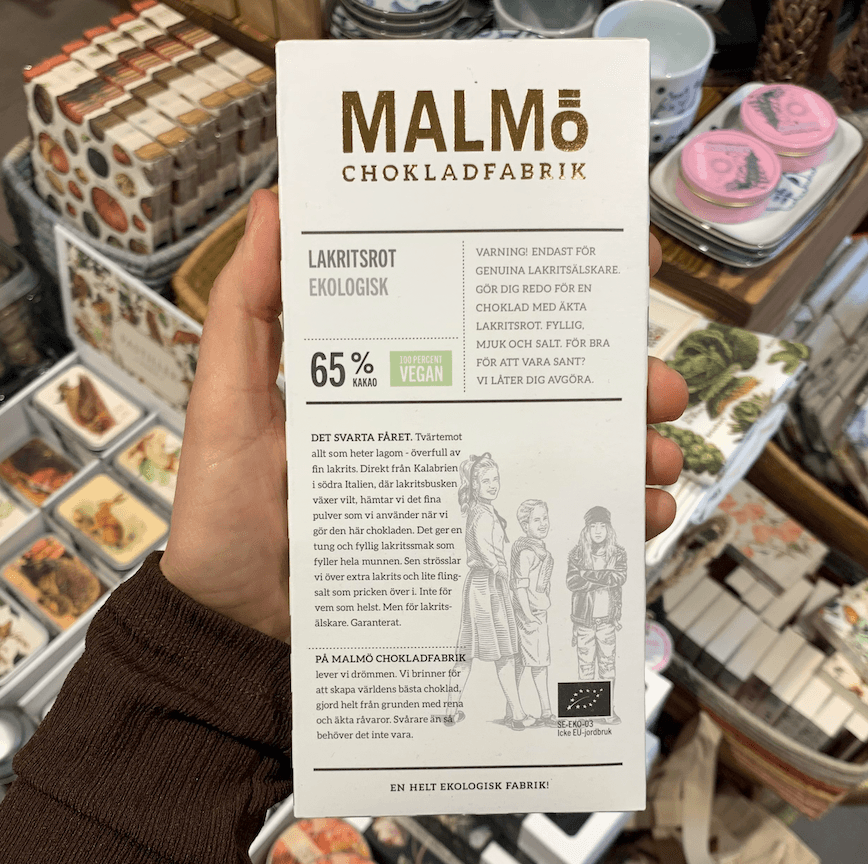 MALMÖ
CHOKLADFABRIK
LAKRITSROT
EKOLOGISK
65%
KAKAO
100 PERCENT
VEGAN
VARNING! ENDAST FÖR
GENUINA LAKRITSÄLSKARE.
GÖR DIG REDO FÖR EN
CHOKLAD MED ÄKTA
LAKRITSROT. FYLLIG,
MJUK OCH SALT. FÖR BRA
FÖR ATT VARA SANT?
VI LÅTER DIG AVGÖRA.
DET SVARTA FÅRET. Tvärtemot
allt som heter lagom - överfull av
fin lakrits. Direkt från Kalabrien
i södra Italien, där lakritsbusken
växer vilt, hämtar vi det fina
pulver som vi använder när vi
gör den här chokladen. Det ger en
tung och fyllig lakritssmak som
fyller hela munnen. Sen strösslar
vi över extra lakrits och lite fling-
salt som pricken över i. Inte för
vem som helst. Men för lakrits-
älskare. Garanterat.
PÅ MALMÖ CHOKLADFABRIK
lever vi drömmen. Vi brinner för
att skapa världens bästa choklad,
gjord helt från grunden med rena
och äkta råvaror. Svårare än så
behöver det inte vara.
SE-EKO-03
Icke EU-jordbruk
EN HELT EKOLOGISK FABRIK!